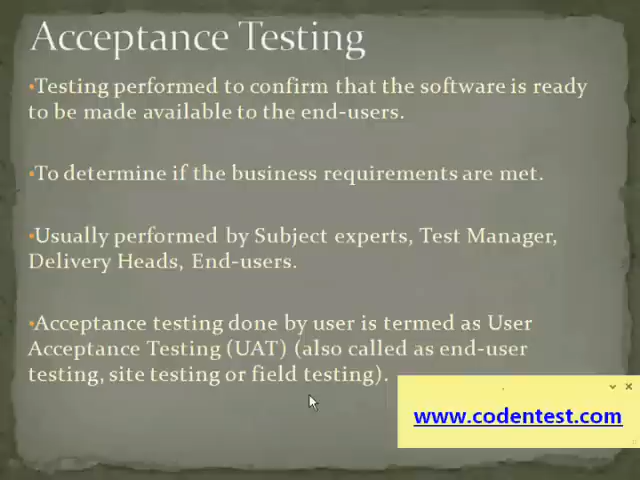 Acceptance Testing
•Testing performed to confirm that the software is ready
to be made available to the end-users.
•To determine if the business requirements are met.
•Usually performed by Subject experts, Test Manager,
Delivery Heads, End-users.
•Acceptance testing done by user is termed as User
Acceptance Testing (UAT) (also called as end-user
testing, site testing or field testing).
www.codentest.com